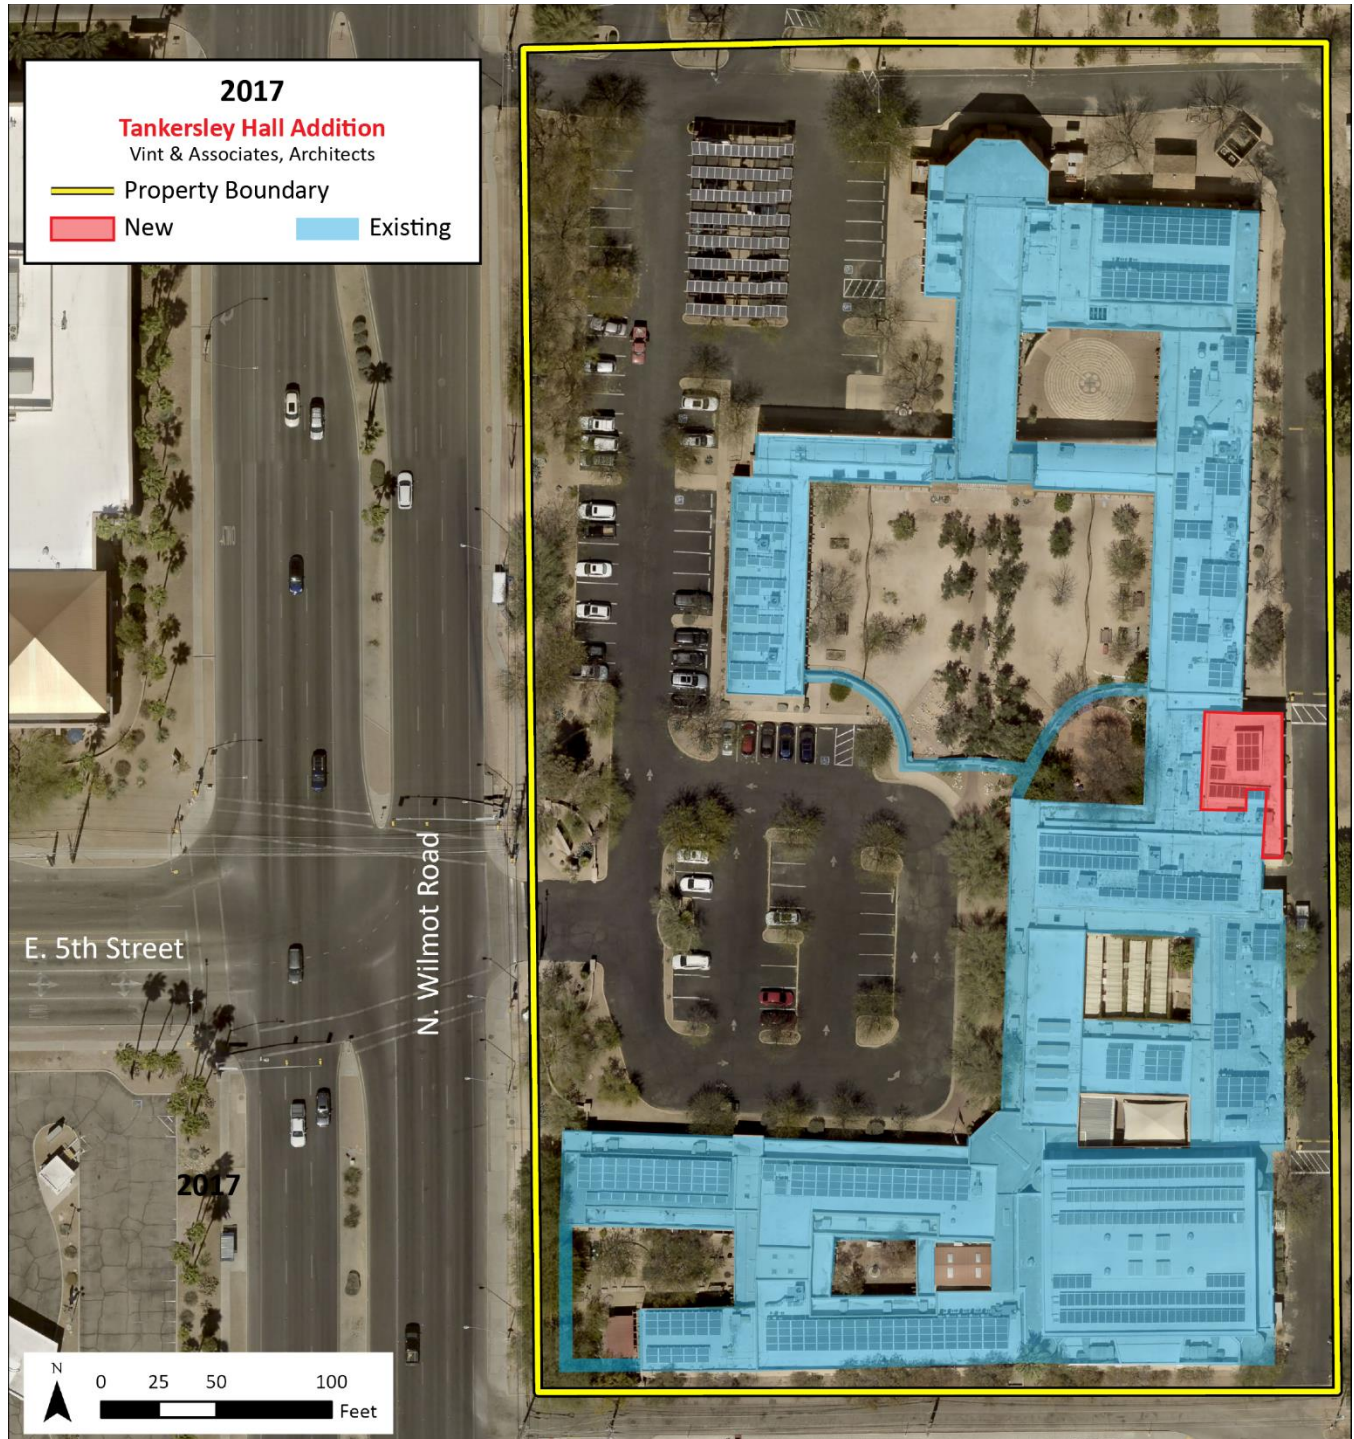 2017
Tankersley Hall Addition
Vint & Associates, Architects
Property Boundary
New
Existing
N. Wilmot Road
E. 5th Street
2017
N
0 25 50 100
Feet